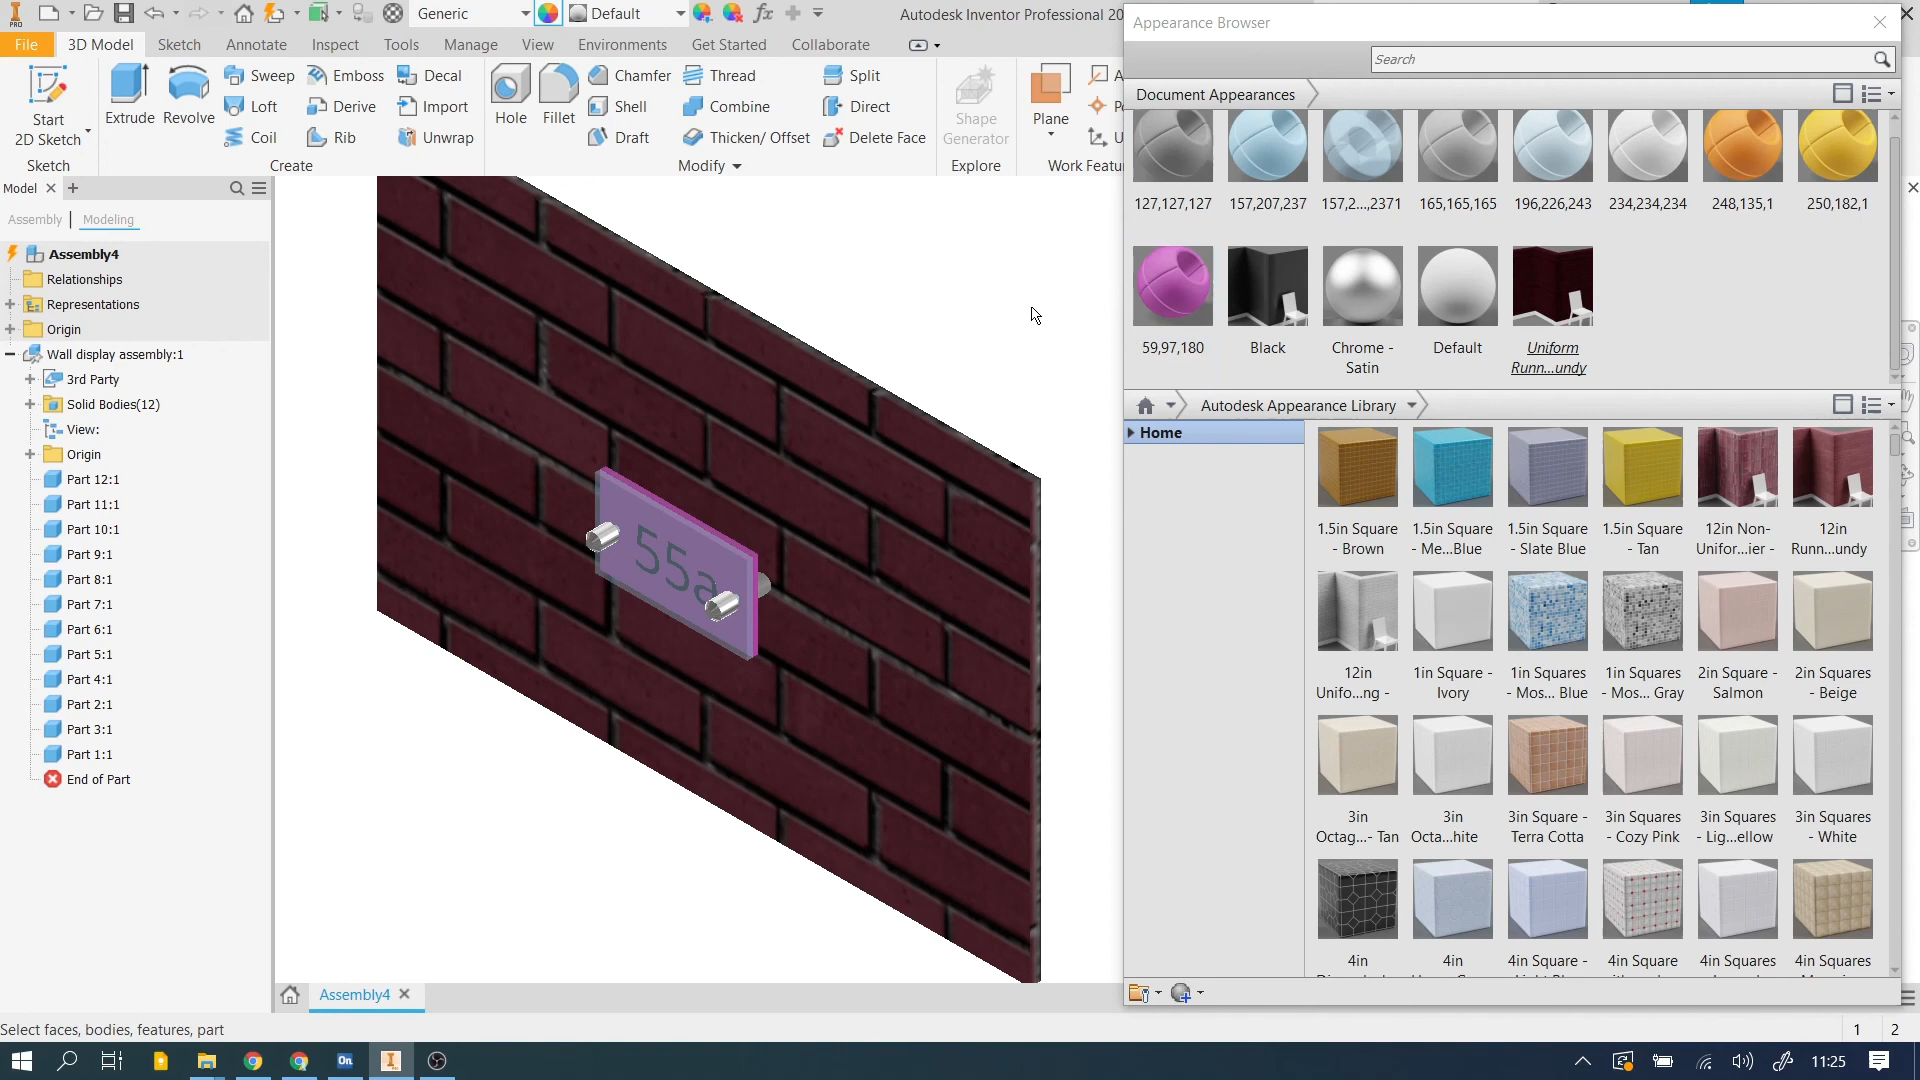 Generic
Default
fx
Autodesk Inventor Professional 20
Appearance Browser
File
3D Model
Sketch
Annotate
Inspect
Tools
Manage
View
Environments
Get Started
Collaborate
Search
Start
2D Sketch
Sketch
Extrude
Revolve
Sweep
Loft
Coil
Emboss
Derive
Rib
Decal
Import
Unwrap
Create
Hole
Fillet
Chamfer
Shell
Draft
Thread
Combine
Thicken/ Offset
Split
Direct
Delete Face
Modify
Shape
Generator
Explore
Plane
Work Featu
Document Appearances
127,127,127
157,207,237
157,2...,2371
165,165,165
196,226,243
234,234,234
248,135,1
250,182,1
59,97,180
Black
Chrome -
Satin
Default
Uniform
Runn...undy
Model
Assembly
Modeling
Assembly4
Relationships
Representations
Origin
Wall display assembly:1
3rd Party
Solid Bodies(12)
View:
Origin
Part 12:1
Part 11:1
Part 10:1
Part 9:1
Part 8:1
Part 7:1
Part 6:1
Part 5:1
Part 4:1
Part 2:1
Part 3:1
Part 1:1
End of Part
55a
Autodesk Appearance Library
Home
1.5in Square
- Brown
1.5in Square
- Me...Blue
1.5in Square
- Slate Blue
1.5in Square
- Tan
12in Non-
Unifor...ier -
12in
Runn...undy
12in
Unifo...ng -
1in Square -
Ivory
1in Squares
- Mos... Blue
1in Squares
- Mos... Gray
2in Square -
Salmon
2in Squares
- Beige
3in
Octag...- Tan
3in
Octa...hite
3in Square -
Terra Cotta
3in Squares
- Cozy Pink
3in Squares
- Lig...ellow
3in Squares
- White
4in
4in
4in Square -
4in Square
4in Squares
4in Squares
Assembly4
Select faces, bodies, features, part
1
2
On
11:25